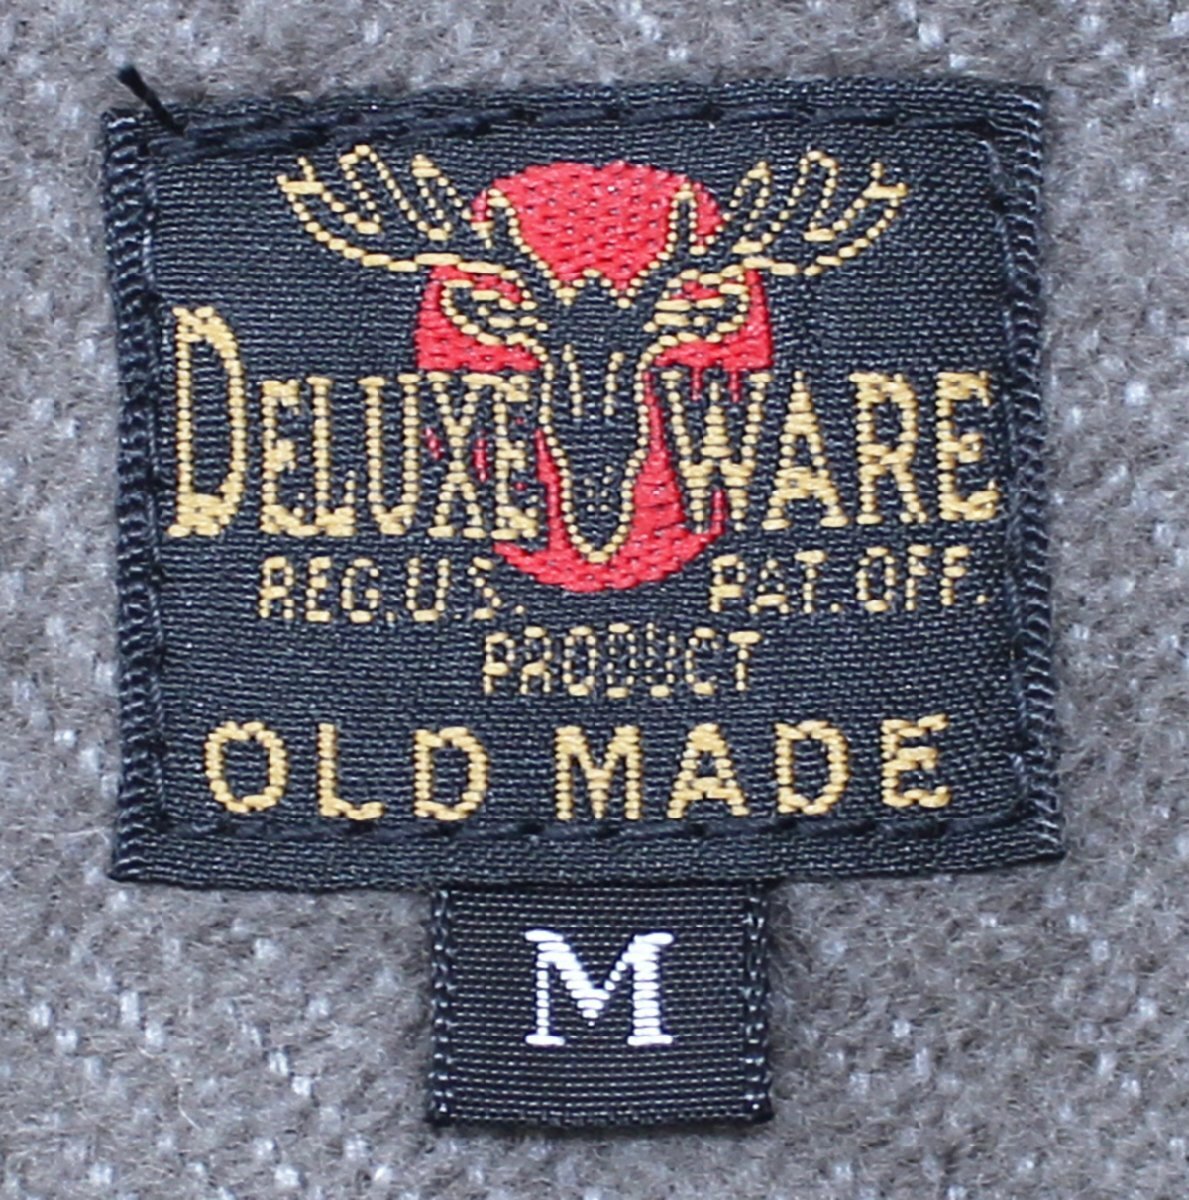 DELUXE WARE
REG. U.S. PAT. OFF.
PRODUCT
OLD MADE
M